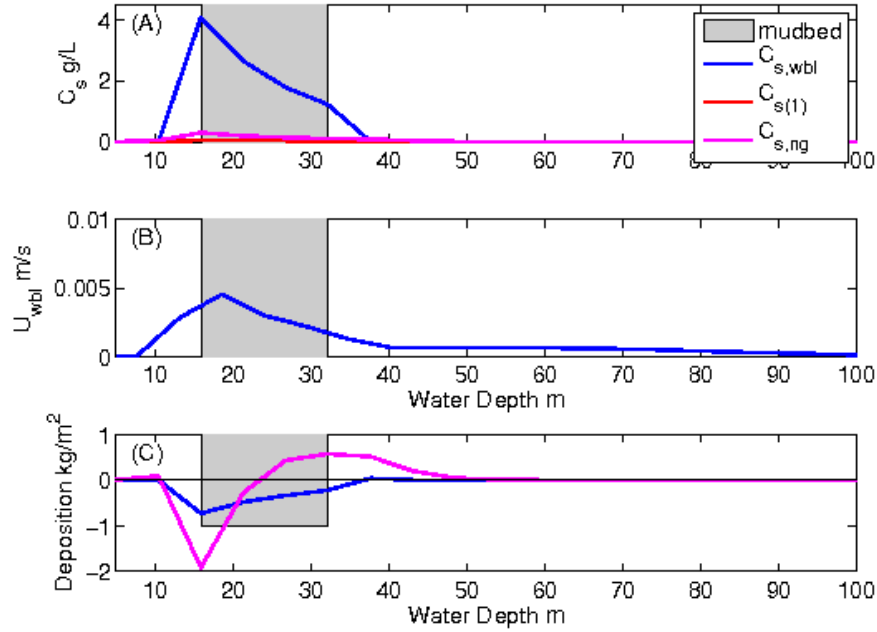 (A)
C_s g/L
4
2
0
10 20 30 40 50 60 70 80 90 100
mudbed
C_s,wbl
C_s(1)
C_s,ng
(B)
U_wbl m/s
0.01
0.005
0
10 20 30 40 50 60 70 80 90 100
Water Depth m
(C)
Deposition kg/m²
1
0
−1
−2
10 20 30 40 50 60 70 80 90 100
Water Depth m